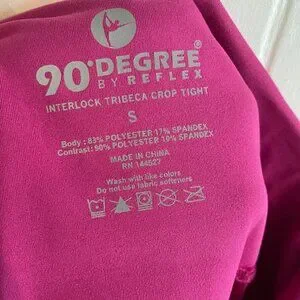 90°DEGREE®
BY REFLEX
INTERLOCK TRIBECA CROP TIGHT
S
Body : 83% POLYESTER 17% SPANDEX
Contrast: 90% POLYESTER 10% SPANDEX
MADE IN CHINA
RN 144527
Wash with like colors
Do not use fabric softners